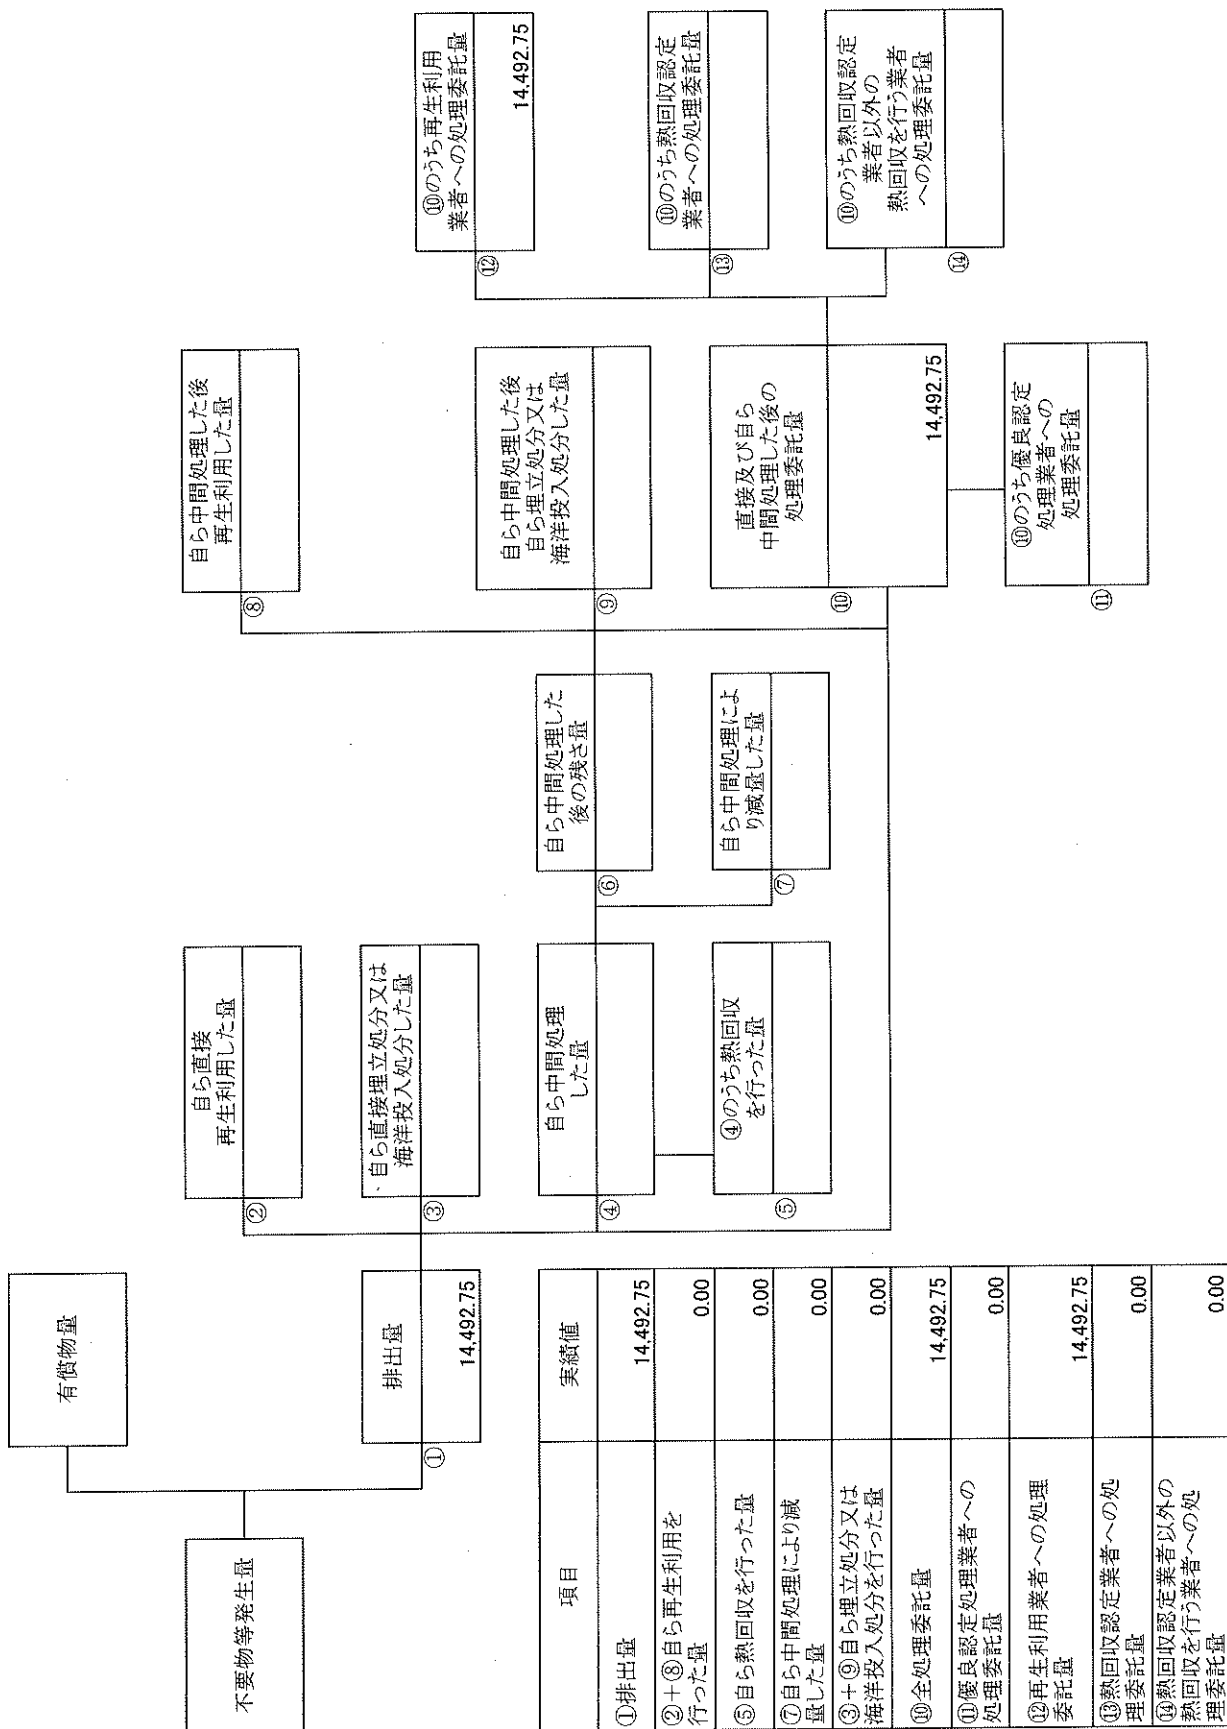 不要物等発生量
有償物量
排出量
①
14,492.75
自ら直接
再生利用した量
②
自ら直接埋立処分又は
海洋投入処分した量
③
自ら中間処理
した量
④
④のうち熱回収
を行った量
⑤
自ら中間処理した
後の残さ量
⑥
自ら中間処理によ
り減量した量
⑦
自ら中間処理した後
再生利用した量
⑧
自ら中間処理した後
自ら埋立処分又は
海洋投入処分した量
⑨
直接及び自ら
中間処理した後の
処理委託量
⑩
14,492.75
⑩のうち優良認定
処理業者への
処理委託量
⑪
⑩のうち再生利用
業者への処理委託量
⑫
14,492.75
⑩のうち熱回収認定
業者への処理委託量
⑬
⑩のうち熱回収認定
業者以外の
熱回収を行う業者
への処理委託量
⑭
項目 実績値
①排出量 14,492.75
②+⑧自ら再生利用を
行った量 0.00
⑤自ら熱回収を行った量 0.00
⑦自ら中間処理により減
量した量 0.00
③+⑨自ら埋立処分又は
海洋投入処分を行った量 0.00
⑩全処理委託量 14,492.75
⑪優良認定処理業者への
処理委託量 0.00
⑫再生利用業者への処理
委託量 14,492.75
⑬熱回収認定業者への処
理委託量 0.00
⑭熱回収認定業者以外の
熱回収を行う業者への処
理委託量 0.00